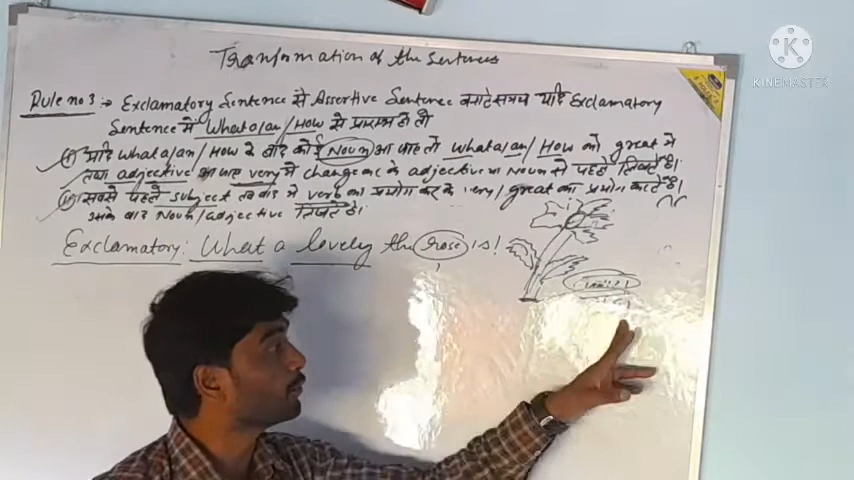 Transformation of the Sentences
KINEMASTER
Rule no 3 :→ Exclamatory Sentence से Assertive Sentence बनाते समय यदि Exclamatory
Sentence में What a/an/How से प्रारम्भ हो तो
(i) यदि What a/an/How के बाद कोई Noun आ जाए तो What a/an/How को great में
तथा adjective आ जाए very में change कर के adjective या Noun से पहले लिखते है।
(ii) सबसे पहले subject तब बाद में verb का प्रयोग कर के very/great का प्रयोग करते है।
उसके बाद Noun/adjective लिखते है।
Exclamatory: What a lovely the rose is!